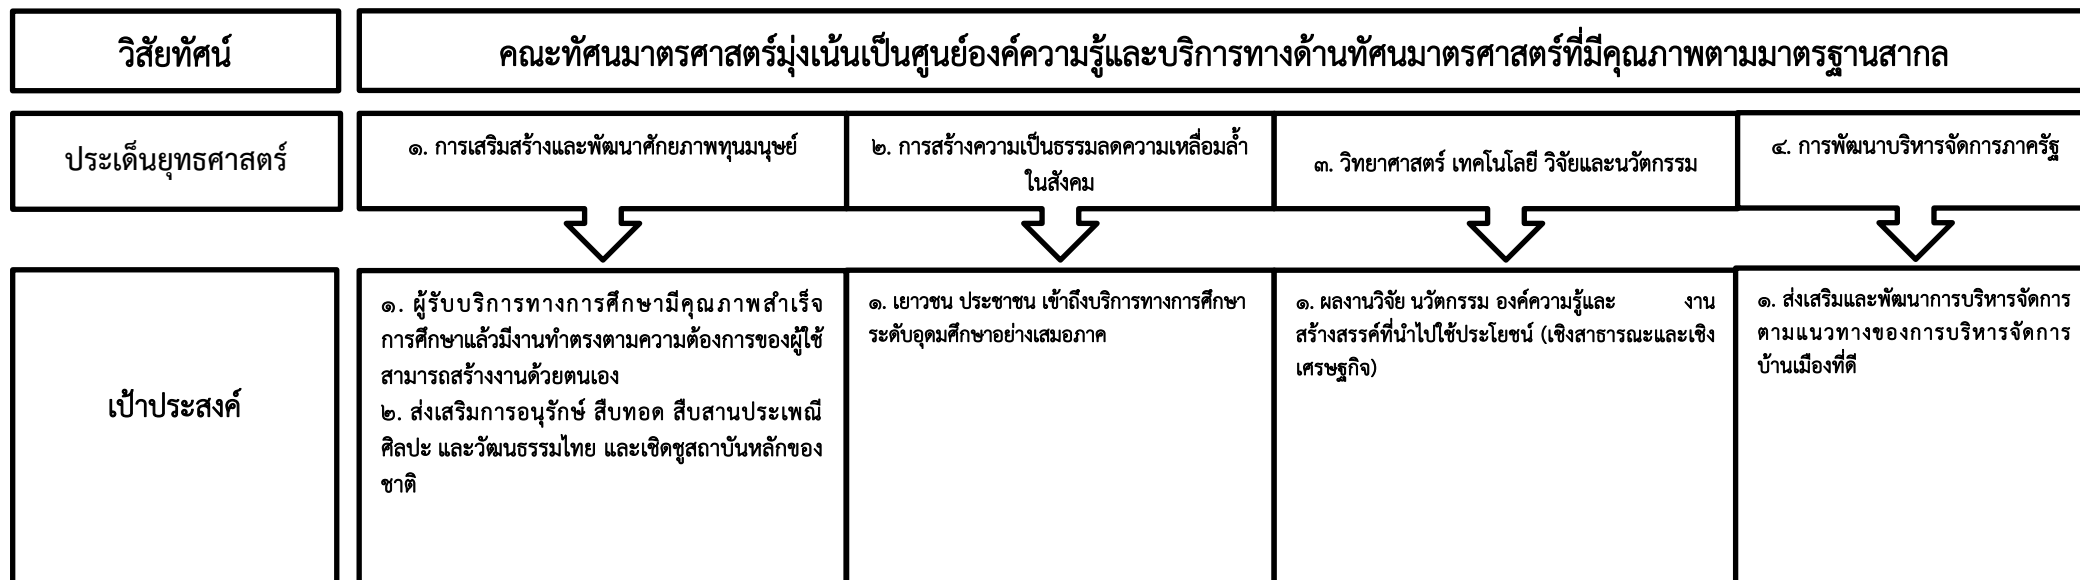 วิสัยทัศน์
คณะทัศนมาตรศาสตร์มุ่งเน้นเป็นศูนย์องค์ความรู้และบริการทางด้านทัศนมาตรศาสตร์ที่มีคุณภาพตามมาตรฐานสากล
ประเด็นยุทธศาสตร์
๑. การเสริมสร้างและพัฒนาศักยภาพทุนมนุษย์
๒. การสร้างความเป็นธรรมลดความเหลื่อมล้ำ
ในสังคม
๓. วิทยาศาสตร์ เทคโนโลยี วิจัยและนวัตกรรม
๔. การพัฒนาบริหารจัดการภาครัฐ
เป้าประสงค์
๑. ผู้รับบริการทางการศึกษามีคุณภาพสำเร็จ
การศึกษาแล้วมีงานทำตรงตามความต้องการของผู้ใช้
สามารถสร้างงานด้วยตนเอง
๒. ส่งเสริมการอนุรักษ์ สืบทอด สืบสานประเพณี
ศิลปะ และวัฒนธรรมไทย และเชิดชูสถาบันหลักของ
ชาติ
๑. เยาวชน ประชาชน เข้าถึงบริการทางการศึกษา
ระดับอุดมศึกษาอย่างเสมอภาค
๑. ผลงานวิจัย นวัตกรรม องค์ความรู้และ งาน
สร้างสรรค์ที่นำไปใช้ประโยชน์ (เชิงสาธารณะและเชิง
เศรษฐกิจ)
๑. ส่งเสริมและพัฒนาการบริหารจัดการ
ตามแนวทางของการบริหารจัดการ
บ้านเมืองที่ดี